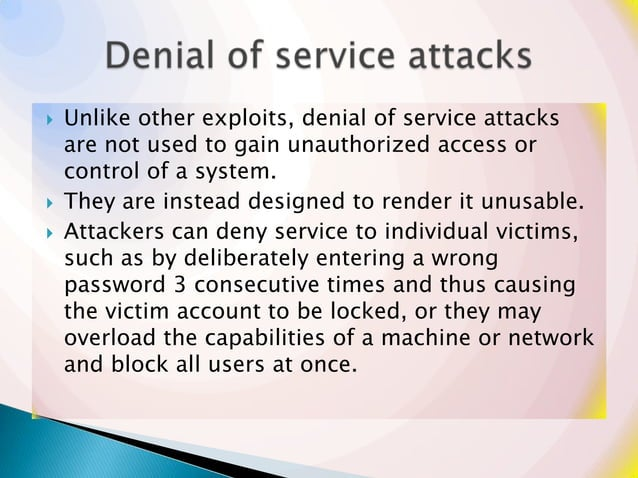 Denial of service attacks
Unlike other exploits, denial of service attacks
are not used to gain unauthorized access or
control of a system.
They are instead designed to render it unusable.
Attackers can deny service to individual victims,
such as by deliberately entering a wrong
password 3 consecutive times and thus causing
the victim account to be locked, or they may
overload the capabilities of a machine or network
and block all users at once.